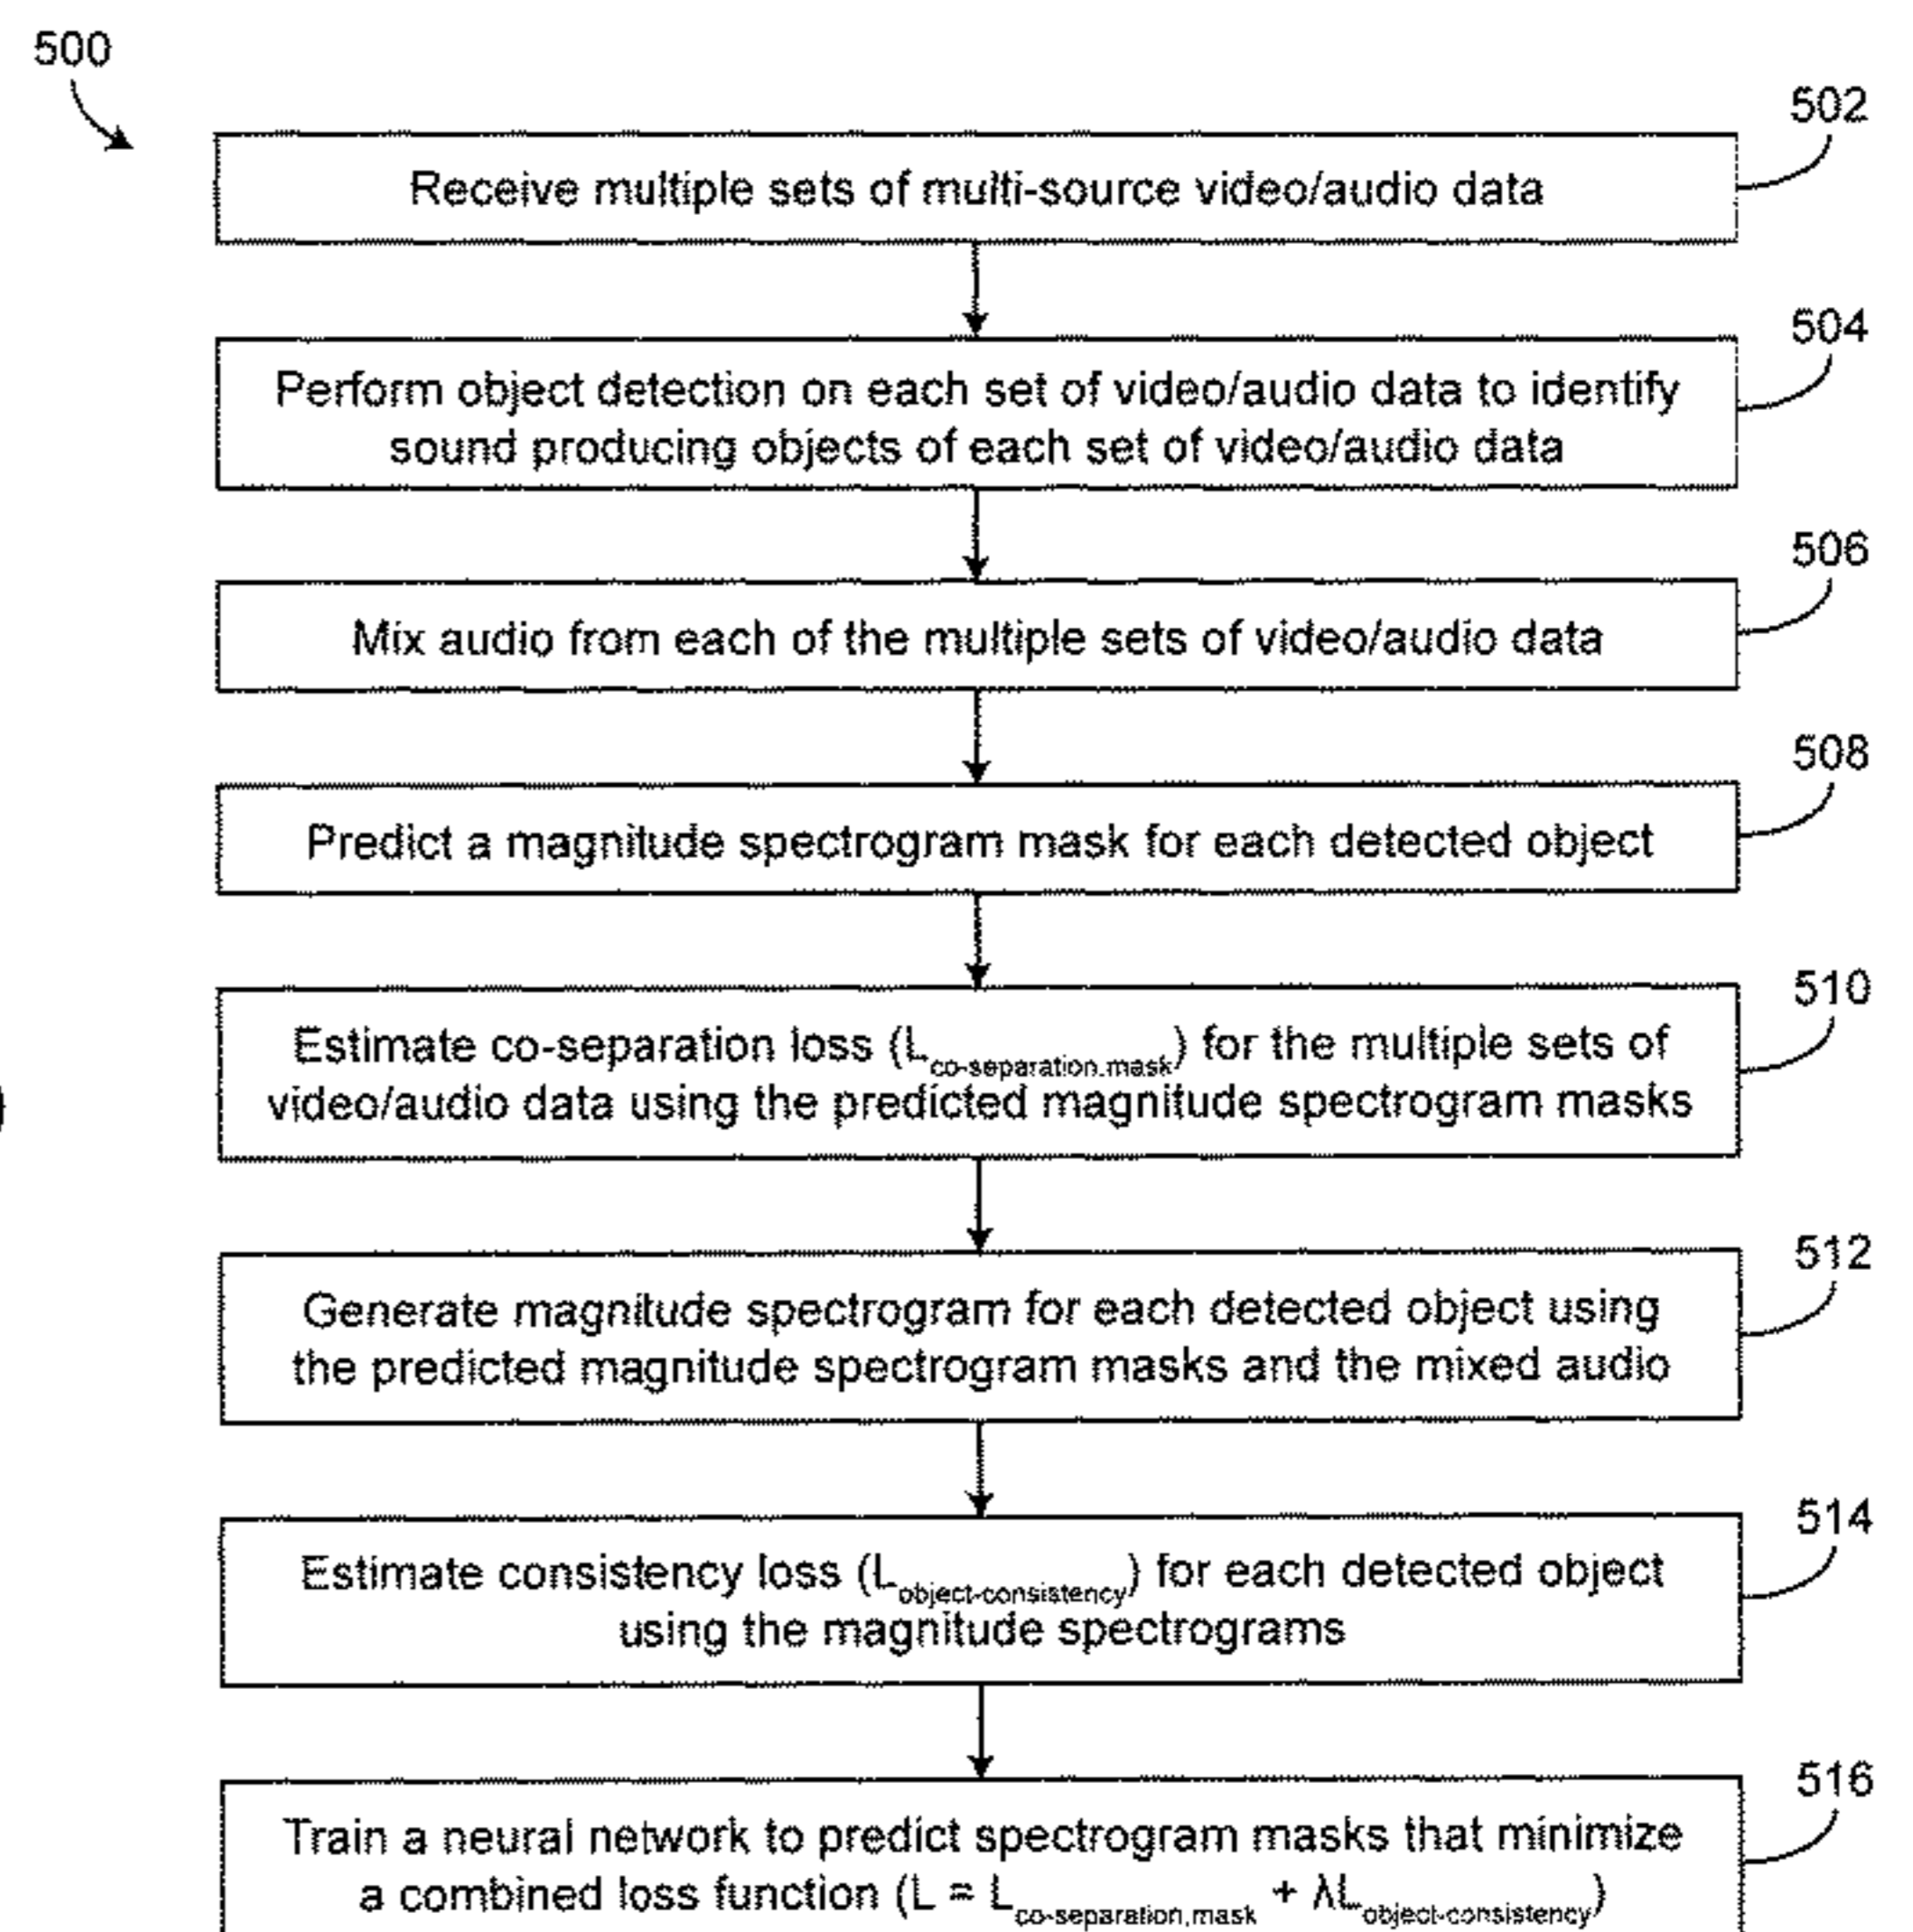 500
502
Receive multiple sets of multi-source video/audio data
504
Perform object detection on each set of video/audio data to identify
sound producing objects of each set of video/audio data
506
Mix audio from each of the multiple sets of video/audio data
508
Predict a magnitude spectrogram mask for each detected object
510
Estimate co-separation loss (L co-separation,mask) for the multiple sets of
video/audio data using the predicted magnitude spectrogram masks
512
Generate magnitude spectrogram for each detected object using
the predicted magnitude spectrogram masks and the mixed audio
514
Estimate consistency loss (L object-consistency) for each detected object
using the magnitude spectrograms
516
Train a neural network to predict spectrogram masks that minimize
a combined loss function (L = L co-separation,mask + λL object-consistency)